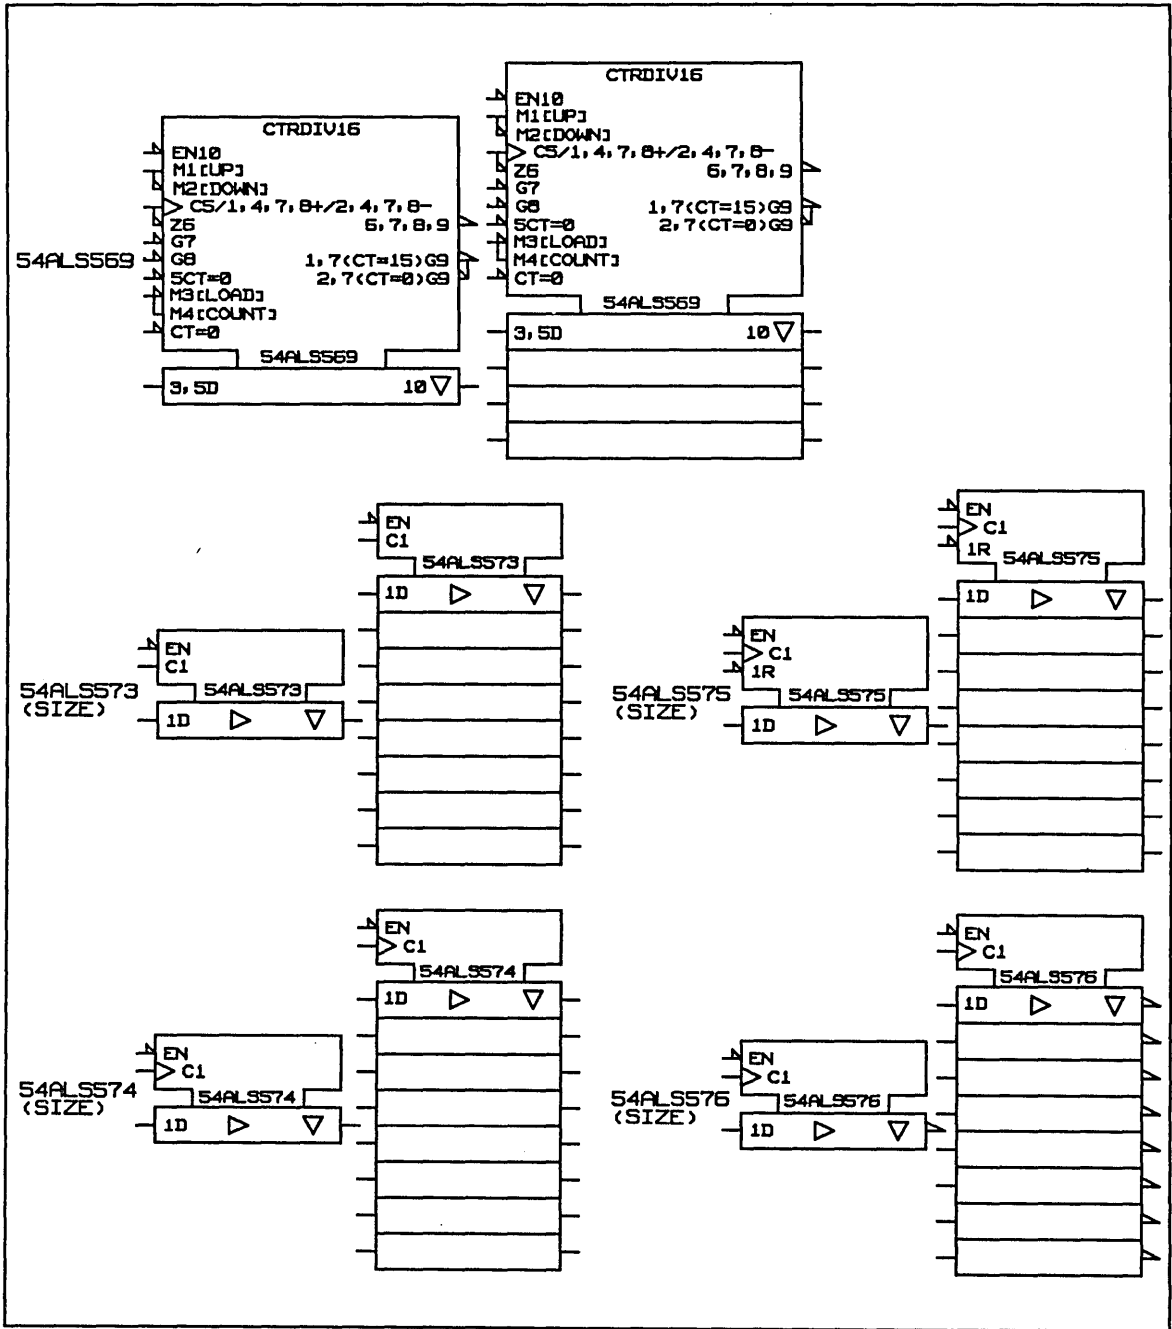 CTRDIV16
EN10
M1[UP]
M2[DOWN]
C5/1,4,7,8+/2,4,7,8-
Z6 6,7,8,9
G7
54ALS569 G8 1,7(CT=15)G9
5CT=0 2,7(CT=0)G9
M3[LOAD]
M4[COUNT]
CT=0
54ALS569
3,5D 10
CTRDIV16
EN10
M1[UP]
M2[DOWN]
C5/1,4,7,8+/2,4,7,8-
Z6 6,7,8,9
G7
G8 1,7(CT=15)G9
5CT=0 2,7(CT=0)G9
M3[LOAD]
M4[COUNT]
CT=0
54ALS569
3,5D 10
54ALS573
(SIZE)
EN
C1
54ALS573
1D
EN
C1
54ALS573
1D
54ALS575
(SIZE)
EN
C1
1R
54ALS575
1D
EN
C1
1R
54ALS575
1D
54ALS574
(SIZE)
EN
C1
54ALS574
1D
EN
C1
54ALS574
1D
54ALS576
(SIZE)
EN
C1
54ALS576
1D
EN
C1
54ALS576
1D